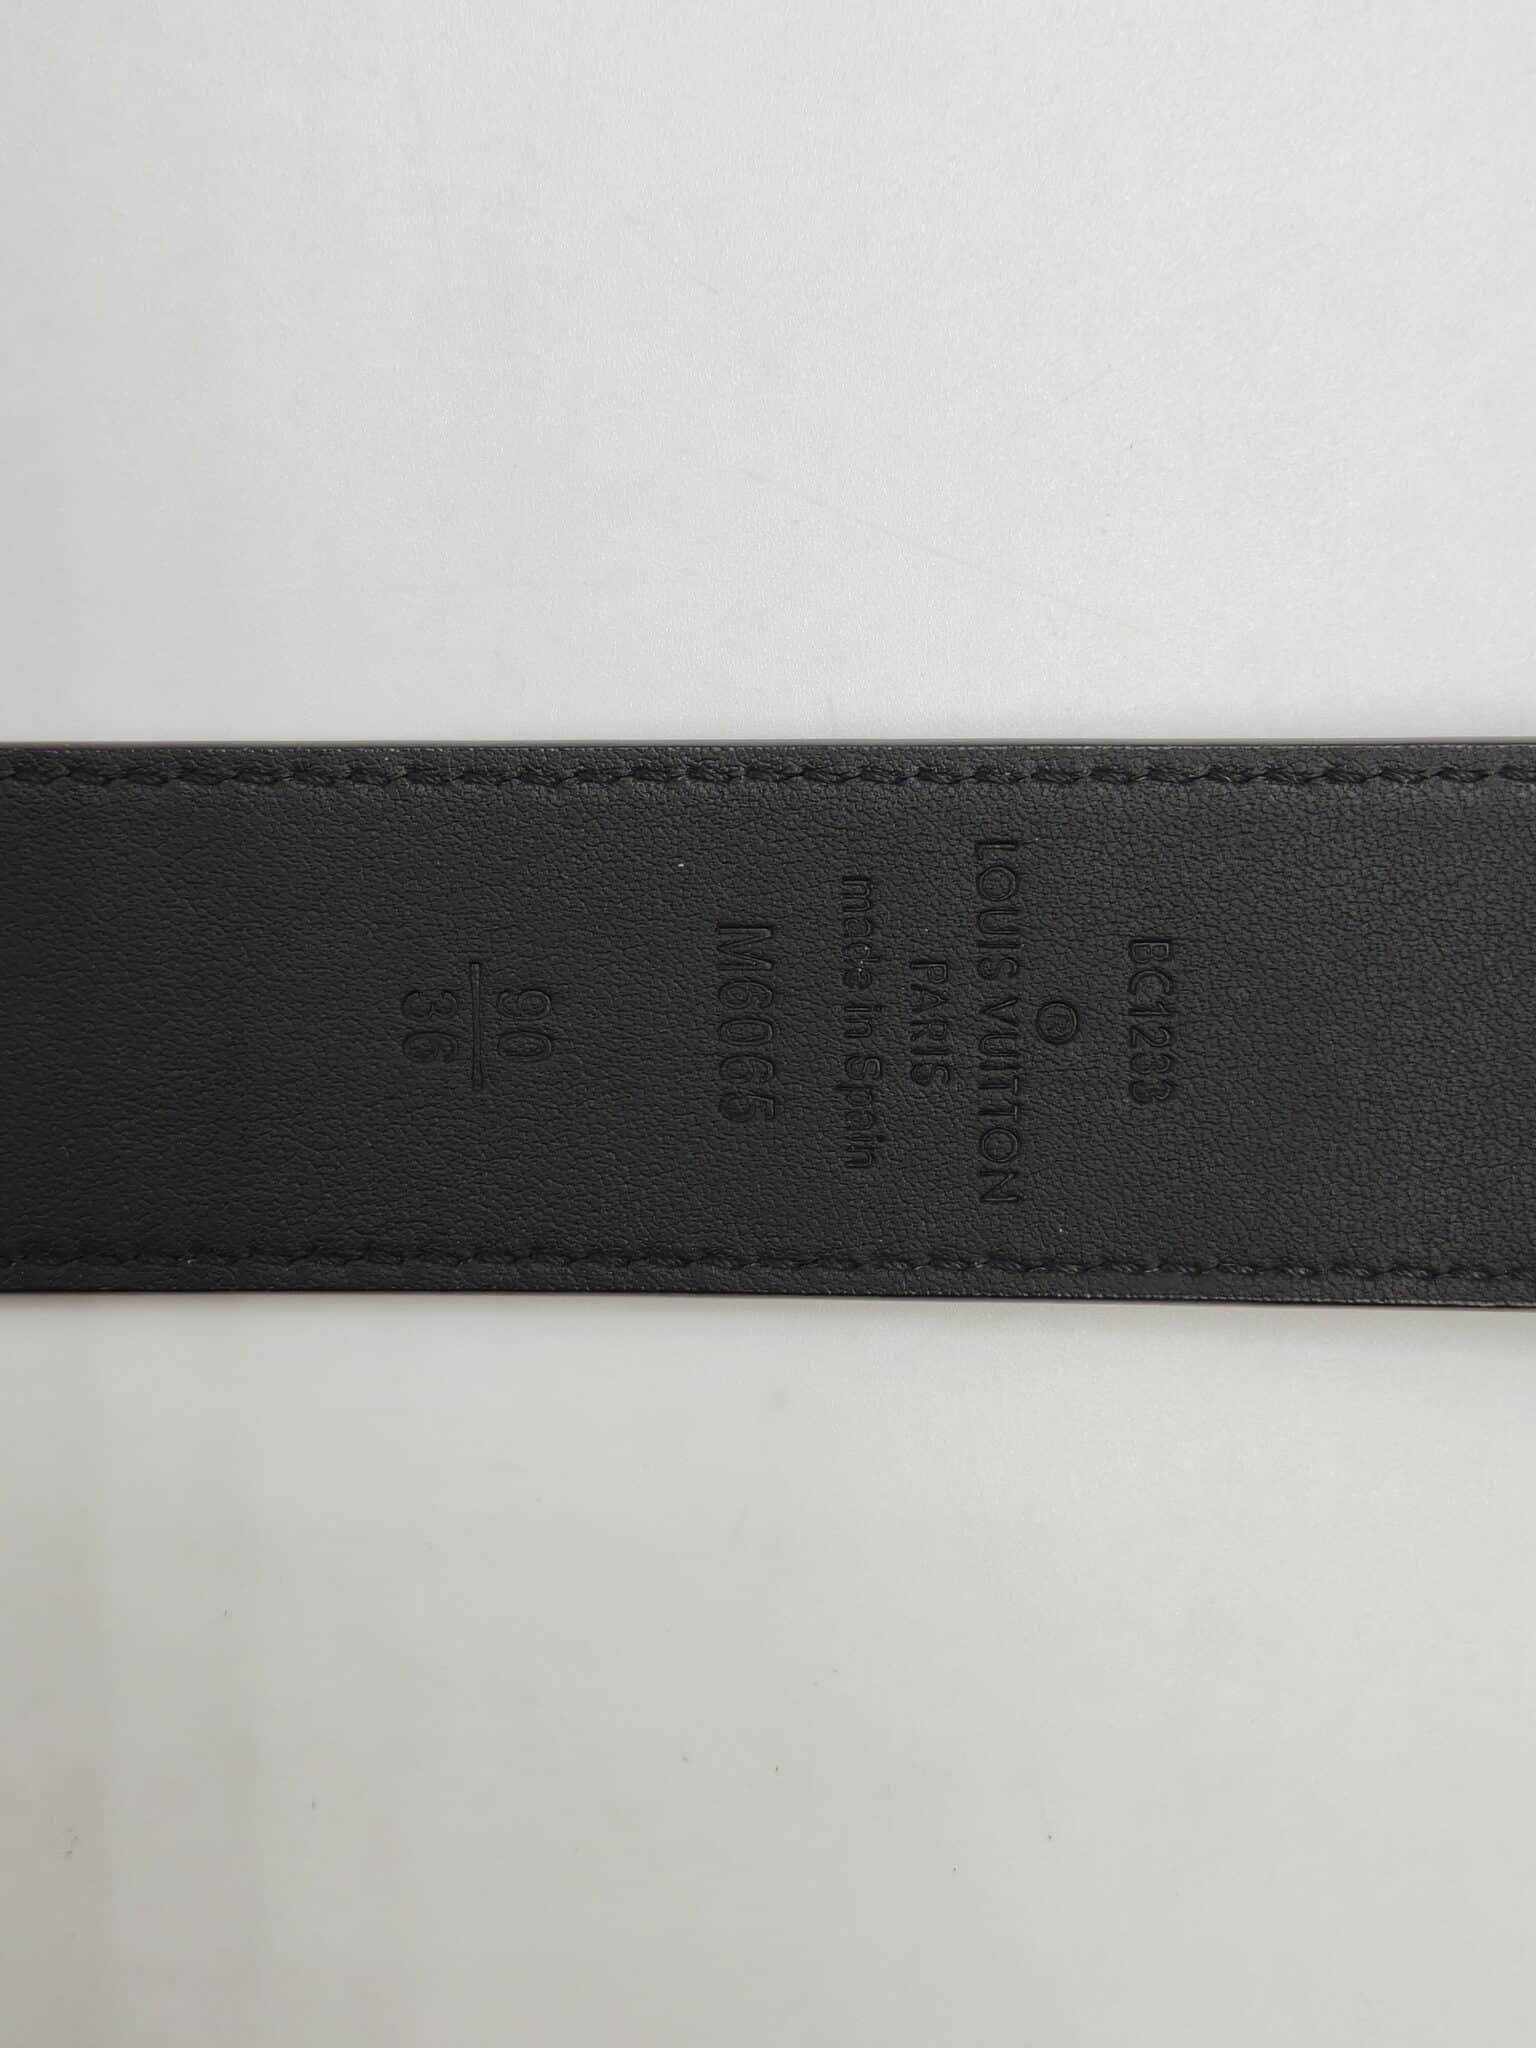 BC1233
®
LOUIS VUITTON
PARIS
made in Spain
M6065
90
36